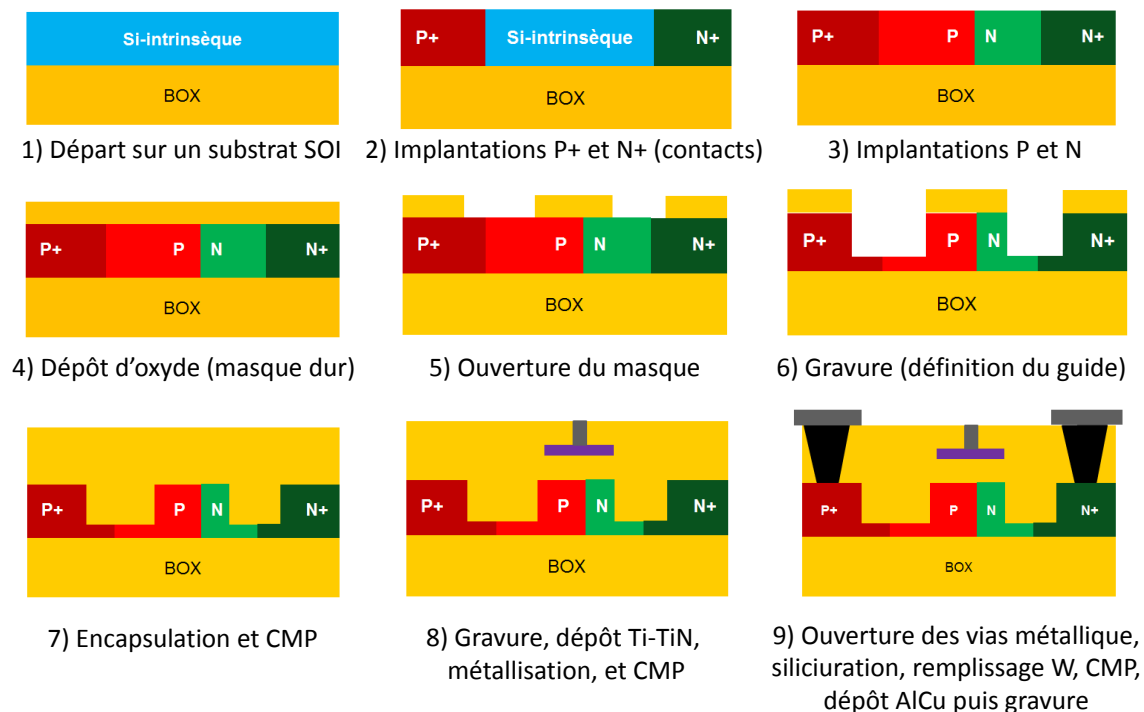 Si-intrinsèque
BOX
1) Départ sur un substrat SOI
P+ Si-intrinsèque N+
BOX
2) Implantations P+ et N+ (contacts)
P+ P N
BOX
3) Implantations P et N
P+ P N N+
BOX
4) Dépôt d’oxyde (masque dur)
P+ P N N+
BOX
5) Ouverture du masque
P+ P N N+
BOX
6) Gravure (définition du guide)
P+ P N N+
BOX
7) Encapsulation et CMP
P+ P N N+
BOX
8) Gravure, dépôt Ti-TiN,
métallisation, et CMP
P+ P N N+
BOX
9) Ouverture des vias métallique,
siliciuration, remplissage W, CMP,
dépôt AlCu puis gravure